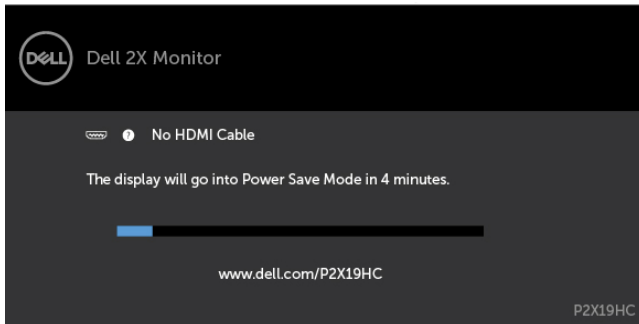 DELL
Dell 2X Monitor
? No HDMI Cable
The display will go into Power Save Mode in 4 minutes.
www.dell.com/P2X19HC
P2X19HC